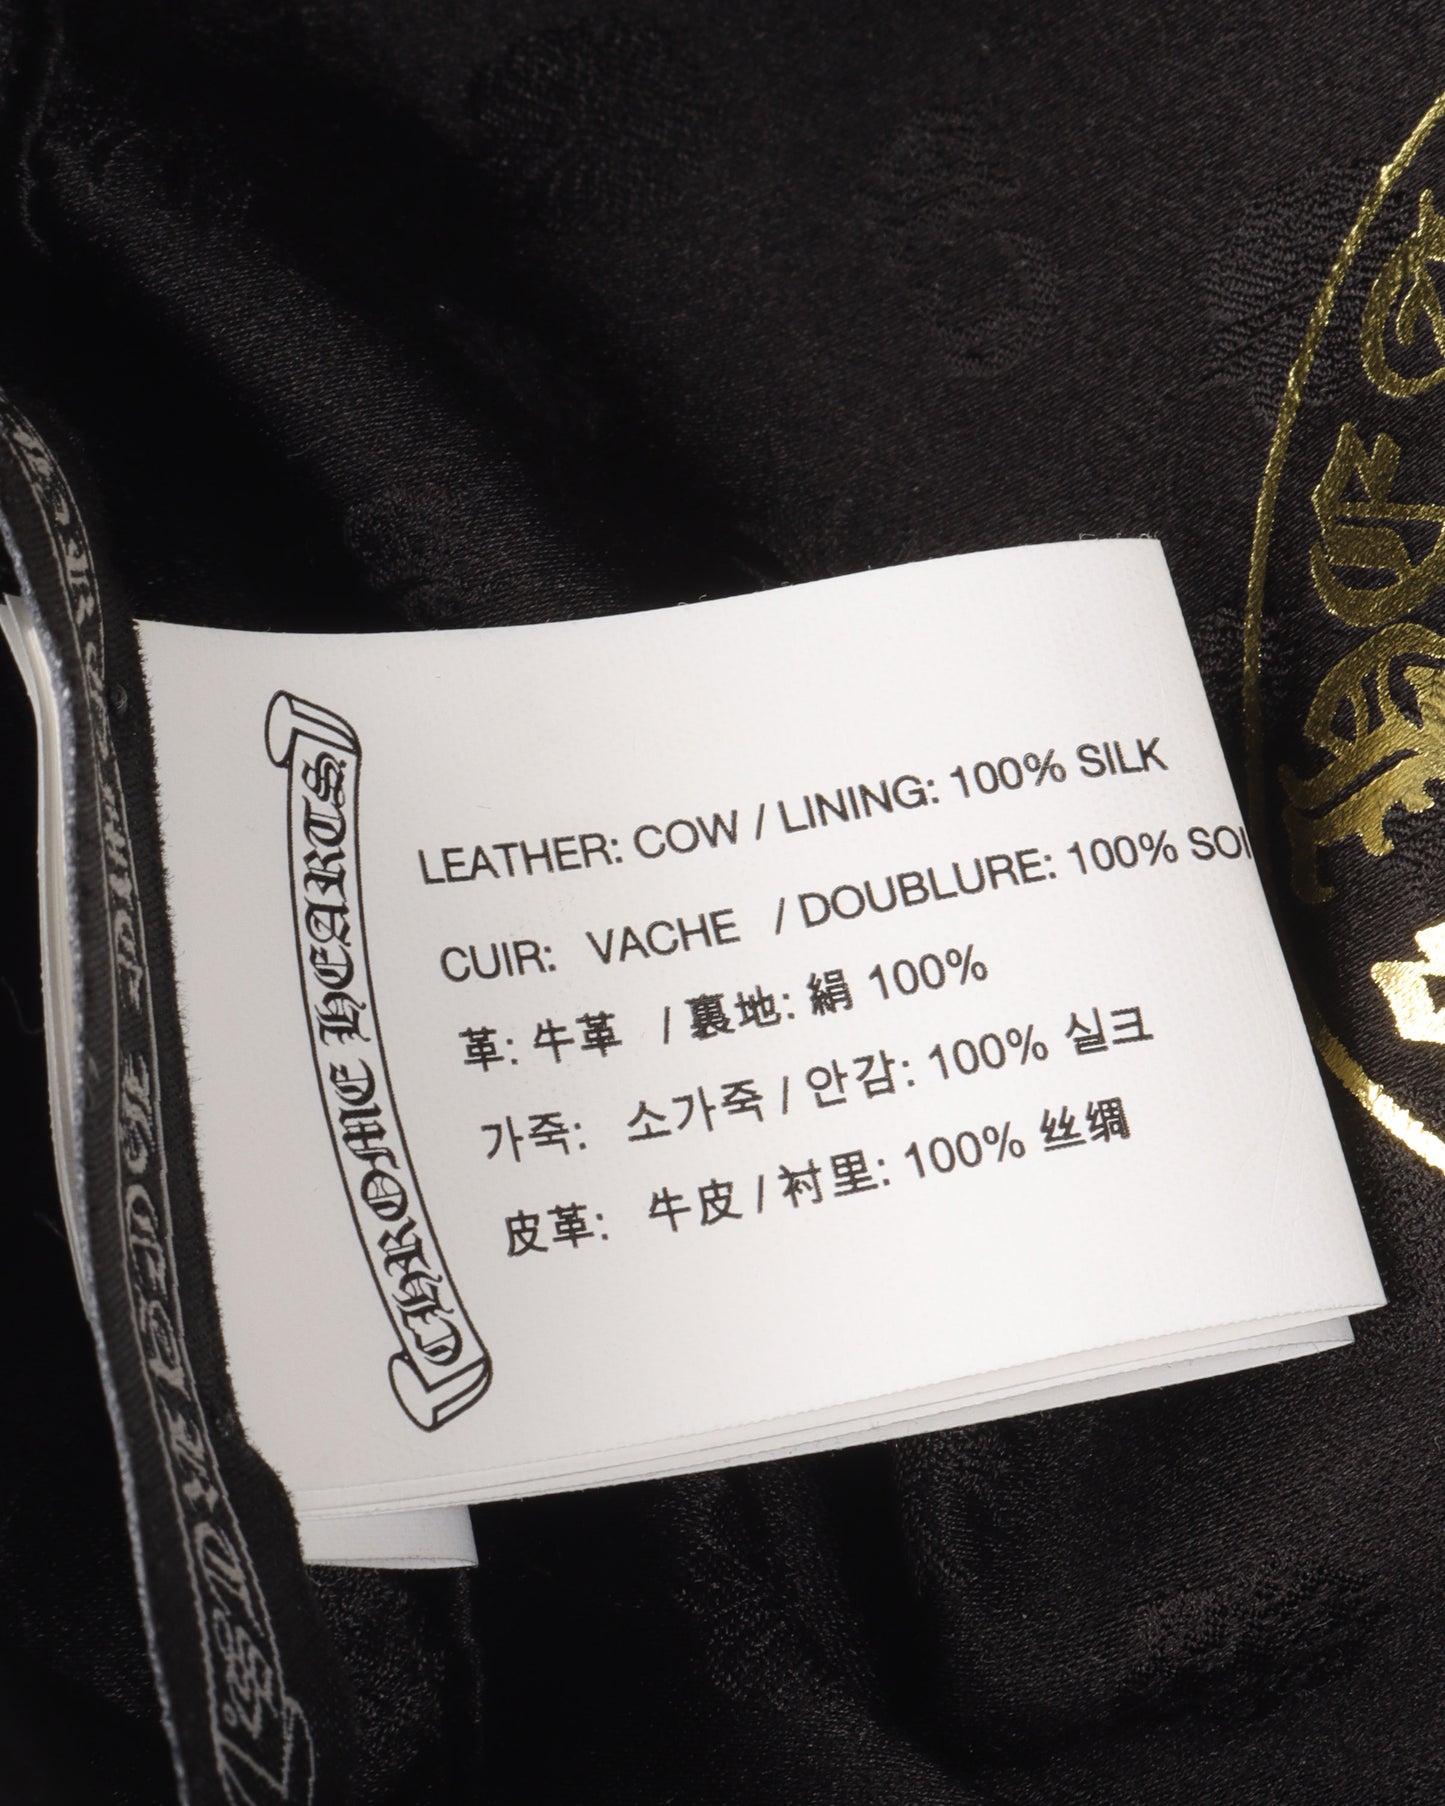 CHROME HEARTS
LEATHER: COW / LINING: 100% SILK
CUIR: VACHE / DOUBLURE: 100%
革: 牛革 / 裏地: 絹 100%
가죽: 소가죽 / 안감: 100% 실크
皮革: 牛皮 / 衬里: 100% 丝绸